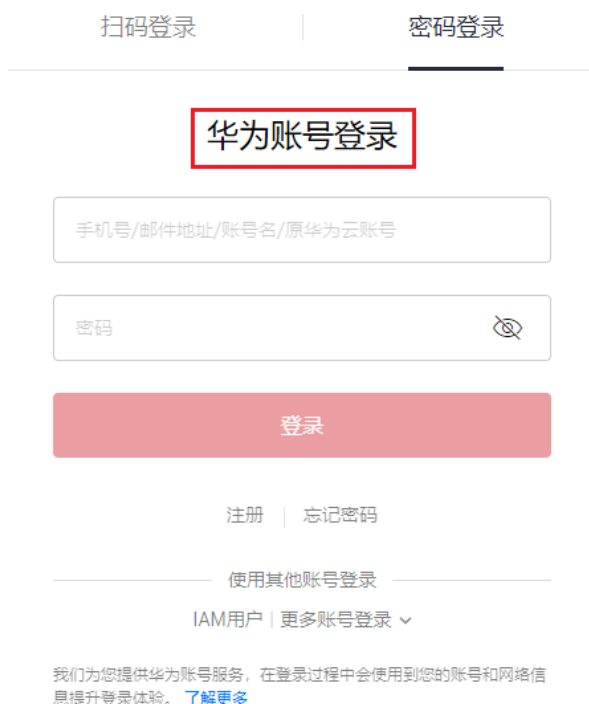 扫码登录 密码登录
华为账号登录
手机号/邮件地址/账号名/原华为云账号
密码
登录
注册 忘记密码
使用其他账号登录
IAM用户 更多账号登录
我们为您提供华为账号服务，在登录过程中会使用到您的账号和网络信
息提升登录体验。 了解更多